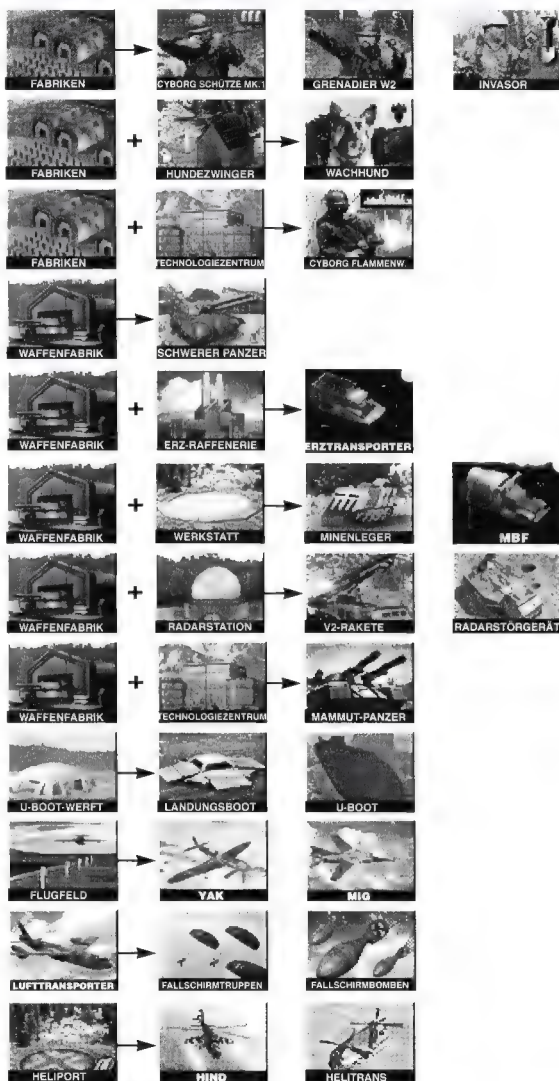 FABRIKEN CYBORG SCHÜTZE MK.1 GRENADIER W2 INVASOR
FABRIKEN + HUNDEZWINGER WACHHUND
FABRIKEN + TECHNOLOGIEZENTRUM CYBORG FLAMMENW.
WAFFENFABRIK SCHWERER PANZER
WAFFENFABRIK + ERZ-RAFFENERIE ERZTRANSPORTER
WAFFENFABRIK + WERKSTATT MINENLEGER MBF
WAFFENFABRIK + RADARSTATION V2-RAKETE RADARSTÖRGERÄT
WAFFENFABRIK + TECHNOLOGIEZENTRUM MAMMUT-PANZER
U-BOOT-WERFT LANDUNGSBOOT U-BOOT
FLUGFELD YAK MIG
LUFTTRANSPORTER FALLSCHIRMTRUPPEN FALLSCHIRMBOMBEN
HELIPORT HIND HELITRANS